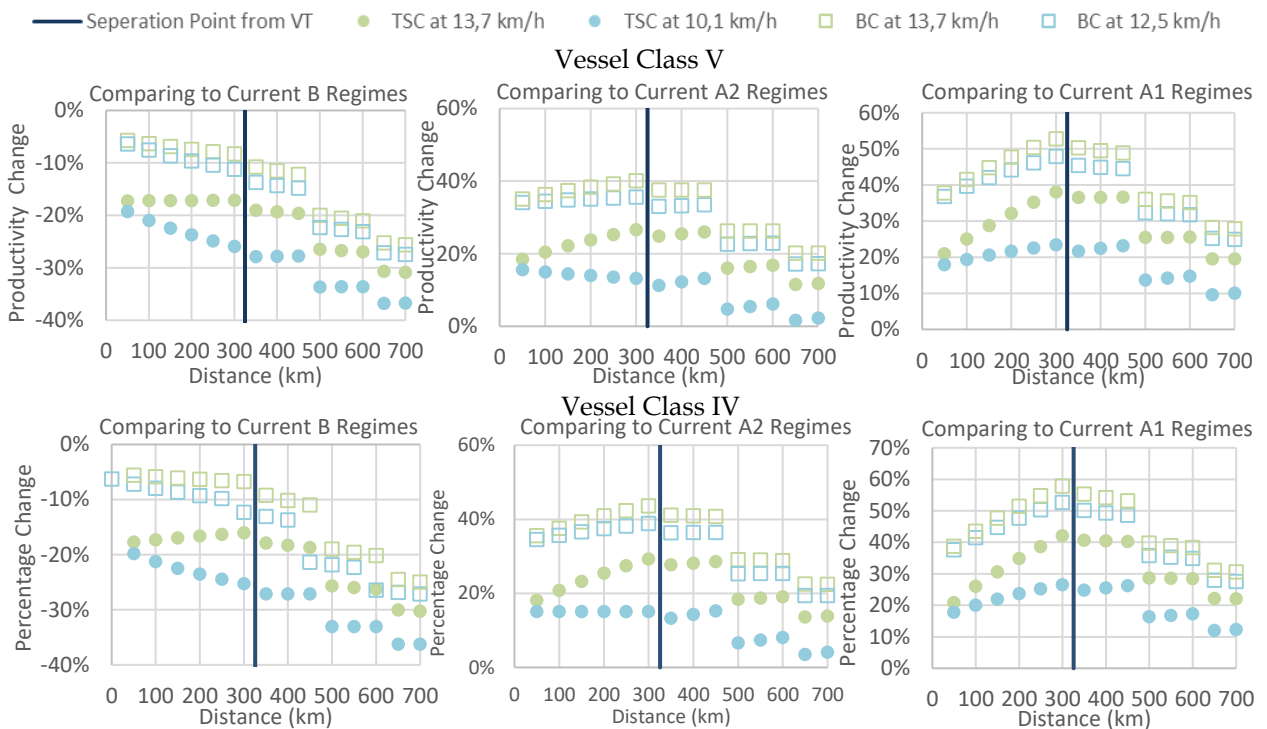 Seperation Point from VT TSC at 13,7 km/h TSC at 10,1 km/h BC at 13,7 km/h BC at 12,5 km/h
Vessel Class V
Comparing to Current B Regimes
Productivity Change
0%
-10%
-20%
-30%
-40%
0 100 200 300 400 500 600 700
Distance (km)
Comparing to Current A2 Regimes
Productivity Change
60%
40%
20%
0%
0 100 200 300 400 500 600 700
Distance (km)
Comparing to Current A1 Regimes
Productivity Change
60%
50%
40%
30%
20%
10%
0%
0 100 200 300 400 500 600 700
Distance (km)
Vessel Class IV
Comparing to Current B Regimes
Percentage Change
0%
-10%
-20%
-30%
-40%
0 100 200 300 400 500 600 700
Distance (km)
Comparing to Current A2 Regimes
Percentage Change
60%
40%
20%
0%
0 100 200 300 400 500 600 700
Distance (km)
Comparing to Current A1 Regimes
Percentage Change
70%
60%
50%
40%
30%
20%
10%
0%
0 100 200 300 400 500 600 700
Distance (km)